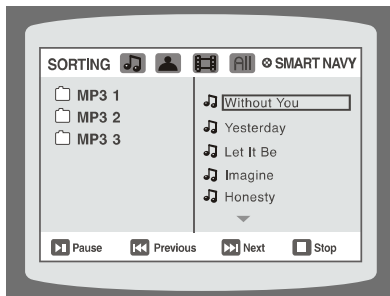 SORTING All SMART NAVY
MP3 1
MP3 2
MP3 3
Without You
Yesterday
Let It Be
Imagine
Honesty
Pause Previous Next Stop